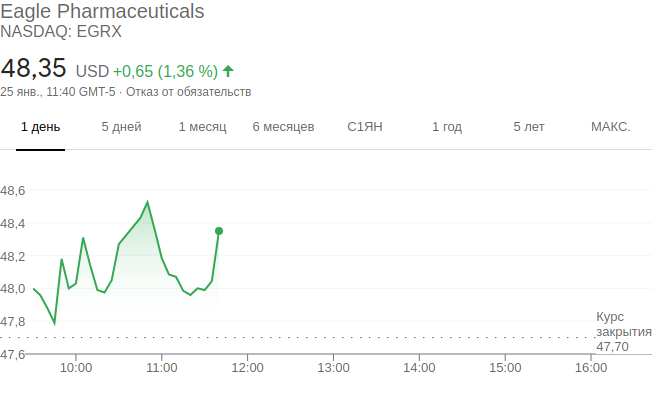 Eagle Pharmaceuticals
NASDAQ: EGRX
48,35 USD +0,65 (1,36 %)
25 янв., 11:40 GMT-5 · Отказ от обязательств
1 день 5 дней 1 месяц 6 месяцев С1ЯН 1 год 5 лет МАКС.
48,6
48,4
48,2
48,0
47,8
Курс
закрытия
47,70
47,6
10:00 11:00 12:00 13:00 14:00 15:00 16:00